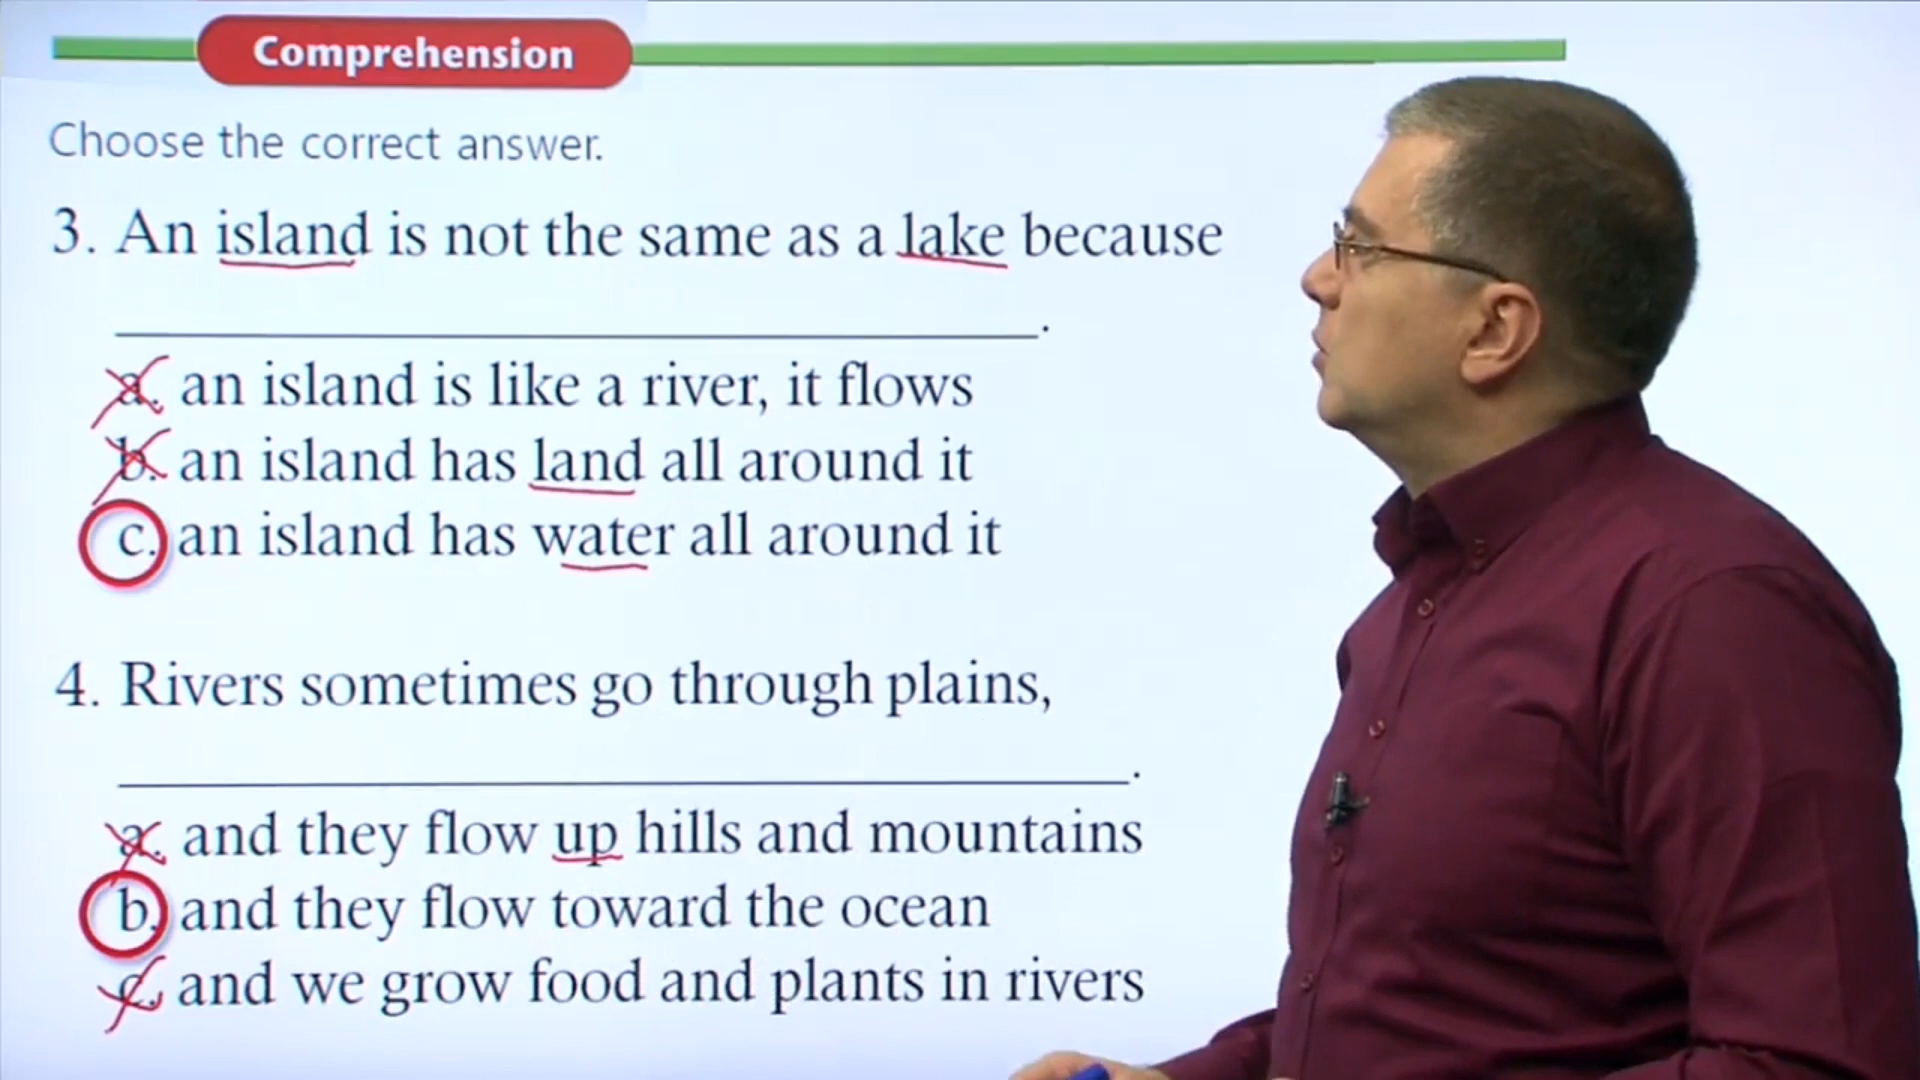 Comprehension
Choose the correct answer.
3. An island is not the same as a lake because
____________________.
a. an island is like a river, it flows
b. an island has land all around it
c. an island has water all around it
4. Rivers sometimes go through plains,
____________________.
a. and they flow up hills and mountains
b. and they flow toward the ocean
c. and we grow food and plants in rivers